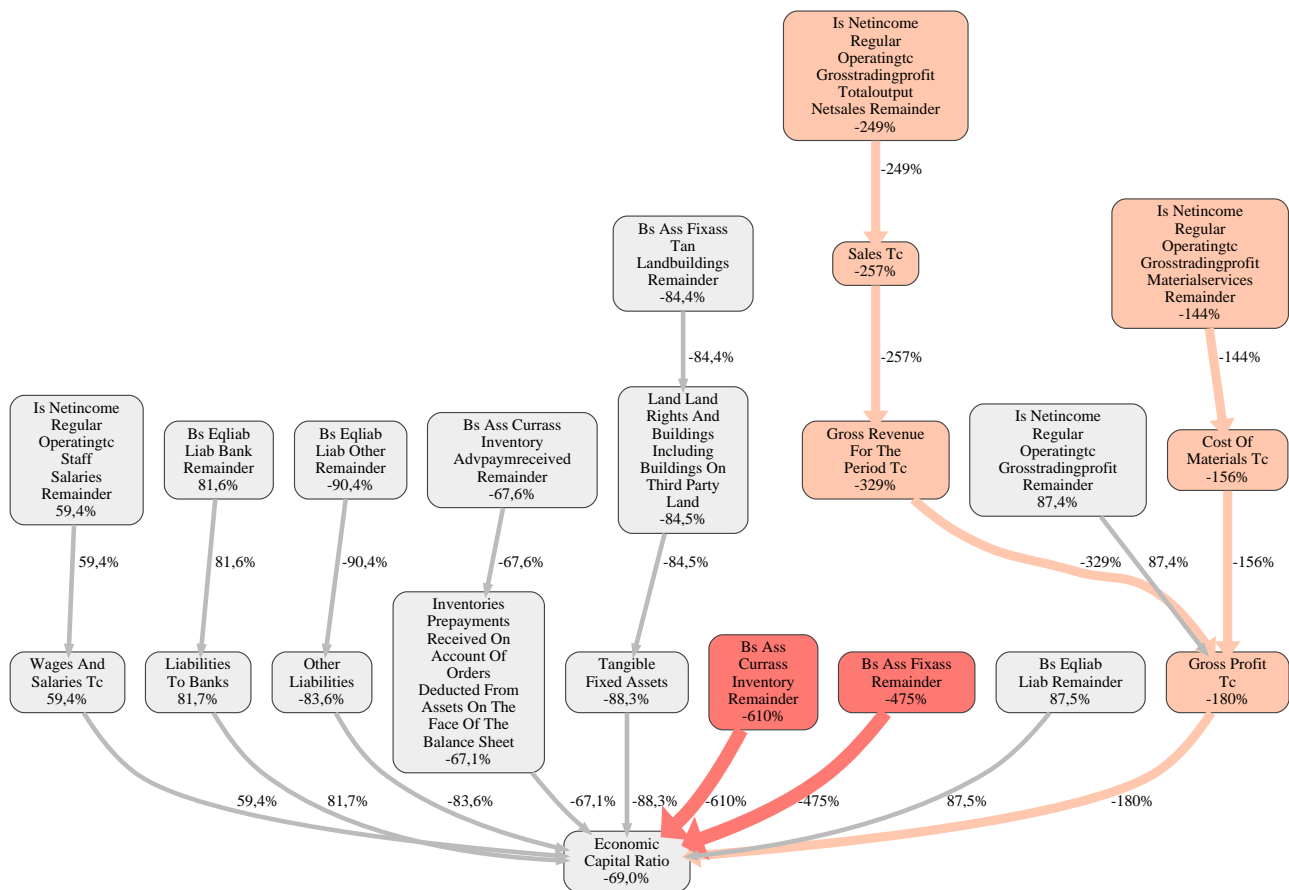 Is Netincome
Regular
Operatingtc
Grosstradingprofit
Totaloutput
Netsales Remainder
-249%
-249%
Bs Ass Fixass
Tan
Landbuildings
Remainder
-84,4%
Sales Tc
-257%
Is Netincome
Regular
Operatingtc
Grosstradingprofit
Materialservices
Remainder
-144%
-84,4%
-257%
-144%
Is Netincome
Regular
Operatingtc
Staff
Salaries
Remainder
59,4%
Bs Eqliab
Liab Bank
Remainder
81,6%
Bs Eqliab
Liab Other
Remainder
-90,4%
Bs Ass Currass
Inventory
Advpaymreceived
Remainder
-67,6%
Land Land
Rights And
Buildings
Including
Buildings On
Third Party
Land
-84,5%
Gross Revenue
For The
Period Tc
-329%
Is Netincome
Regular
Operatingtc
Grosstradingprofit
Remainder
87,4%
Cost Of
Materials Tc
-156%
59,4%
81,6%
-90,4%
-67,6%
-84,5%
-329%
87,4%
-156%
Wages And
Salaries Tc
59,4%
Liabilities
To Banks
81,7%
Other
Liabilities
-83,6%
Inventories
Prepayments
Received On
Account Of
Orders
Deducted From
Assets On The
Face Of The
Balance Sheet
-67,1%
Tangible
Fixed Assets
-88,3%
Bs Ass
Currass
Inventory
Remainder
-610%
Bs Ass Fixass
Remainder
-475%
Bs Eqliab
Liab Remainder
87,5%
Gross Profit
Tc
-180%
59,4%
81,7%
-83,6%
-67,1%
-88,3%
-610%
-475%
87,5%
-180%
Economic
Capital Ratio
-69,0%